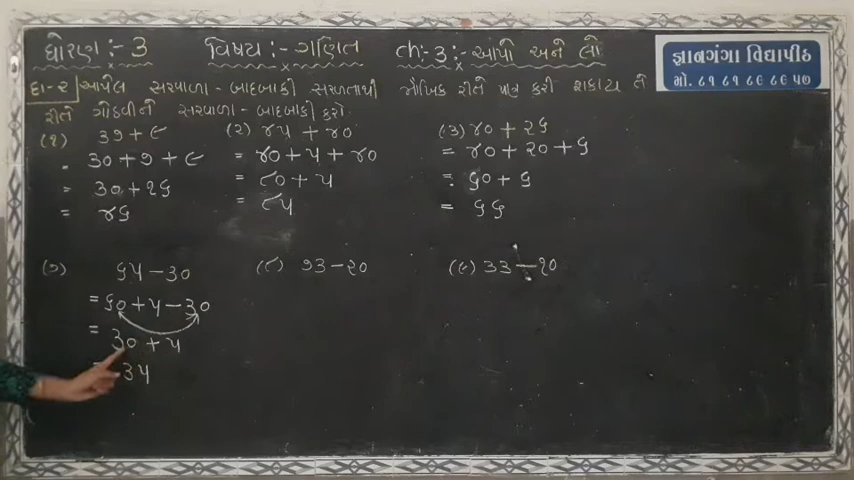 ધોરણ :- 3 વિષય :- ગણિત ch:-૩ :- આપો અને લો
જ્ઞાનગંગા વિદ્યાપીઠ
મો. ૮૧ ૮૧ ૮૯ ૮૯ ૫૭
દા-૨ આપેલ સરવાળા - બાદબાકી સરળતાથી મૌખિક રીતે પાત્ર કરી શકાય તે
રીતે ગોઠવીને સરવાળા - બાદબાકી કરો.
(૧) ૩૭ + ૯ (૨) ૪૫ + ૪૦ (૩) ૪૦ + ૨૬
= ૩૦ + ૭ + ૯ = ૪૦ + ૫ + ૪૦ = ૪૦ + ૨૦ + ૬
= ૩૦ + ૧૬ = ૮૦ + ૫ = ૬૦ + ૬
= ૪૬ = ૮૫ = ૬૬
(૭) ૬૫ - ૩૦ (૮) ૭૩ - ૨૦ (૯) ૩૩ - ૧૦
= ૬૦ + ૫ - ૩૦
= ૩૦ + ૫
= ૩૫